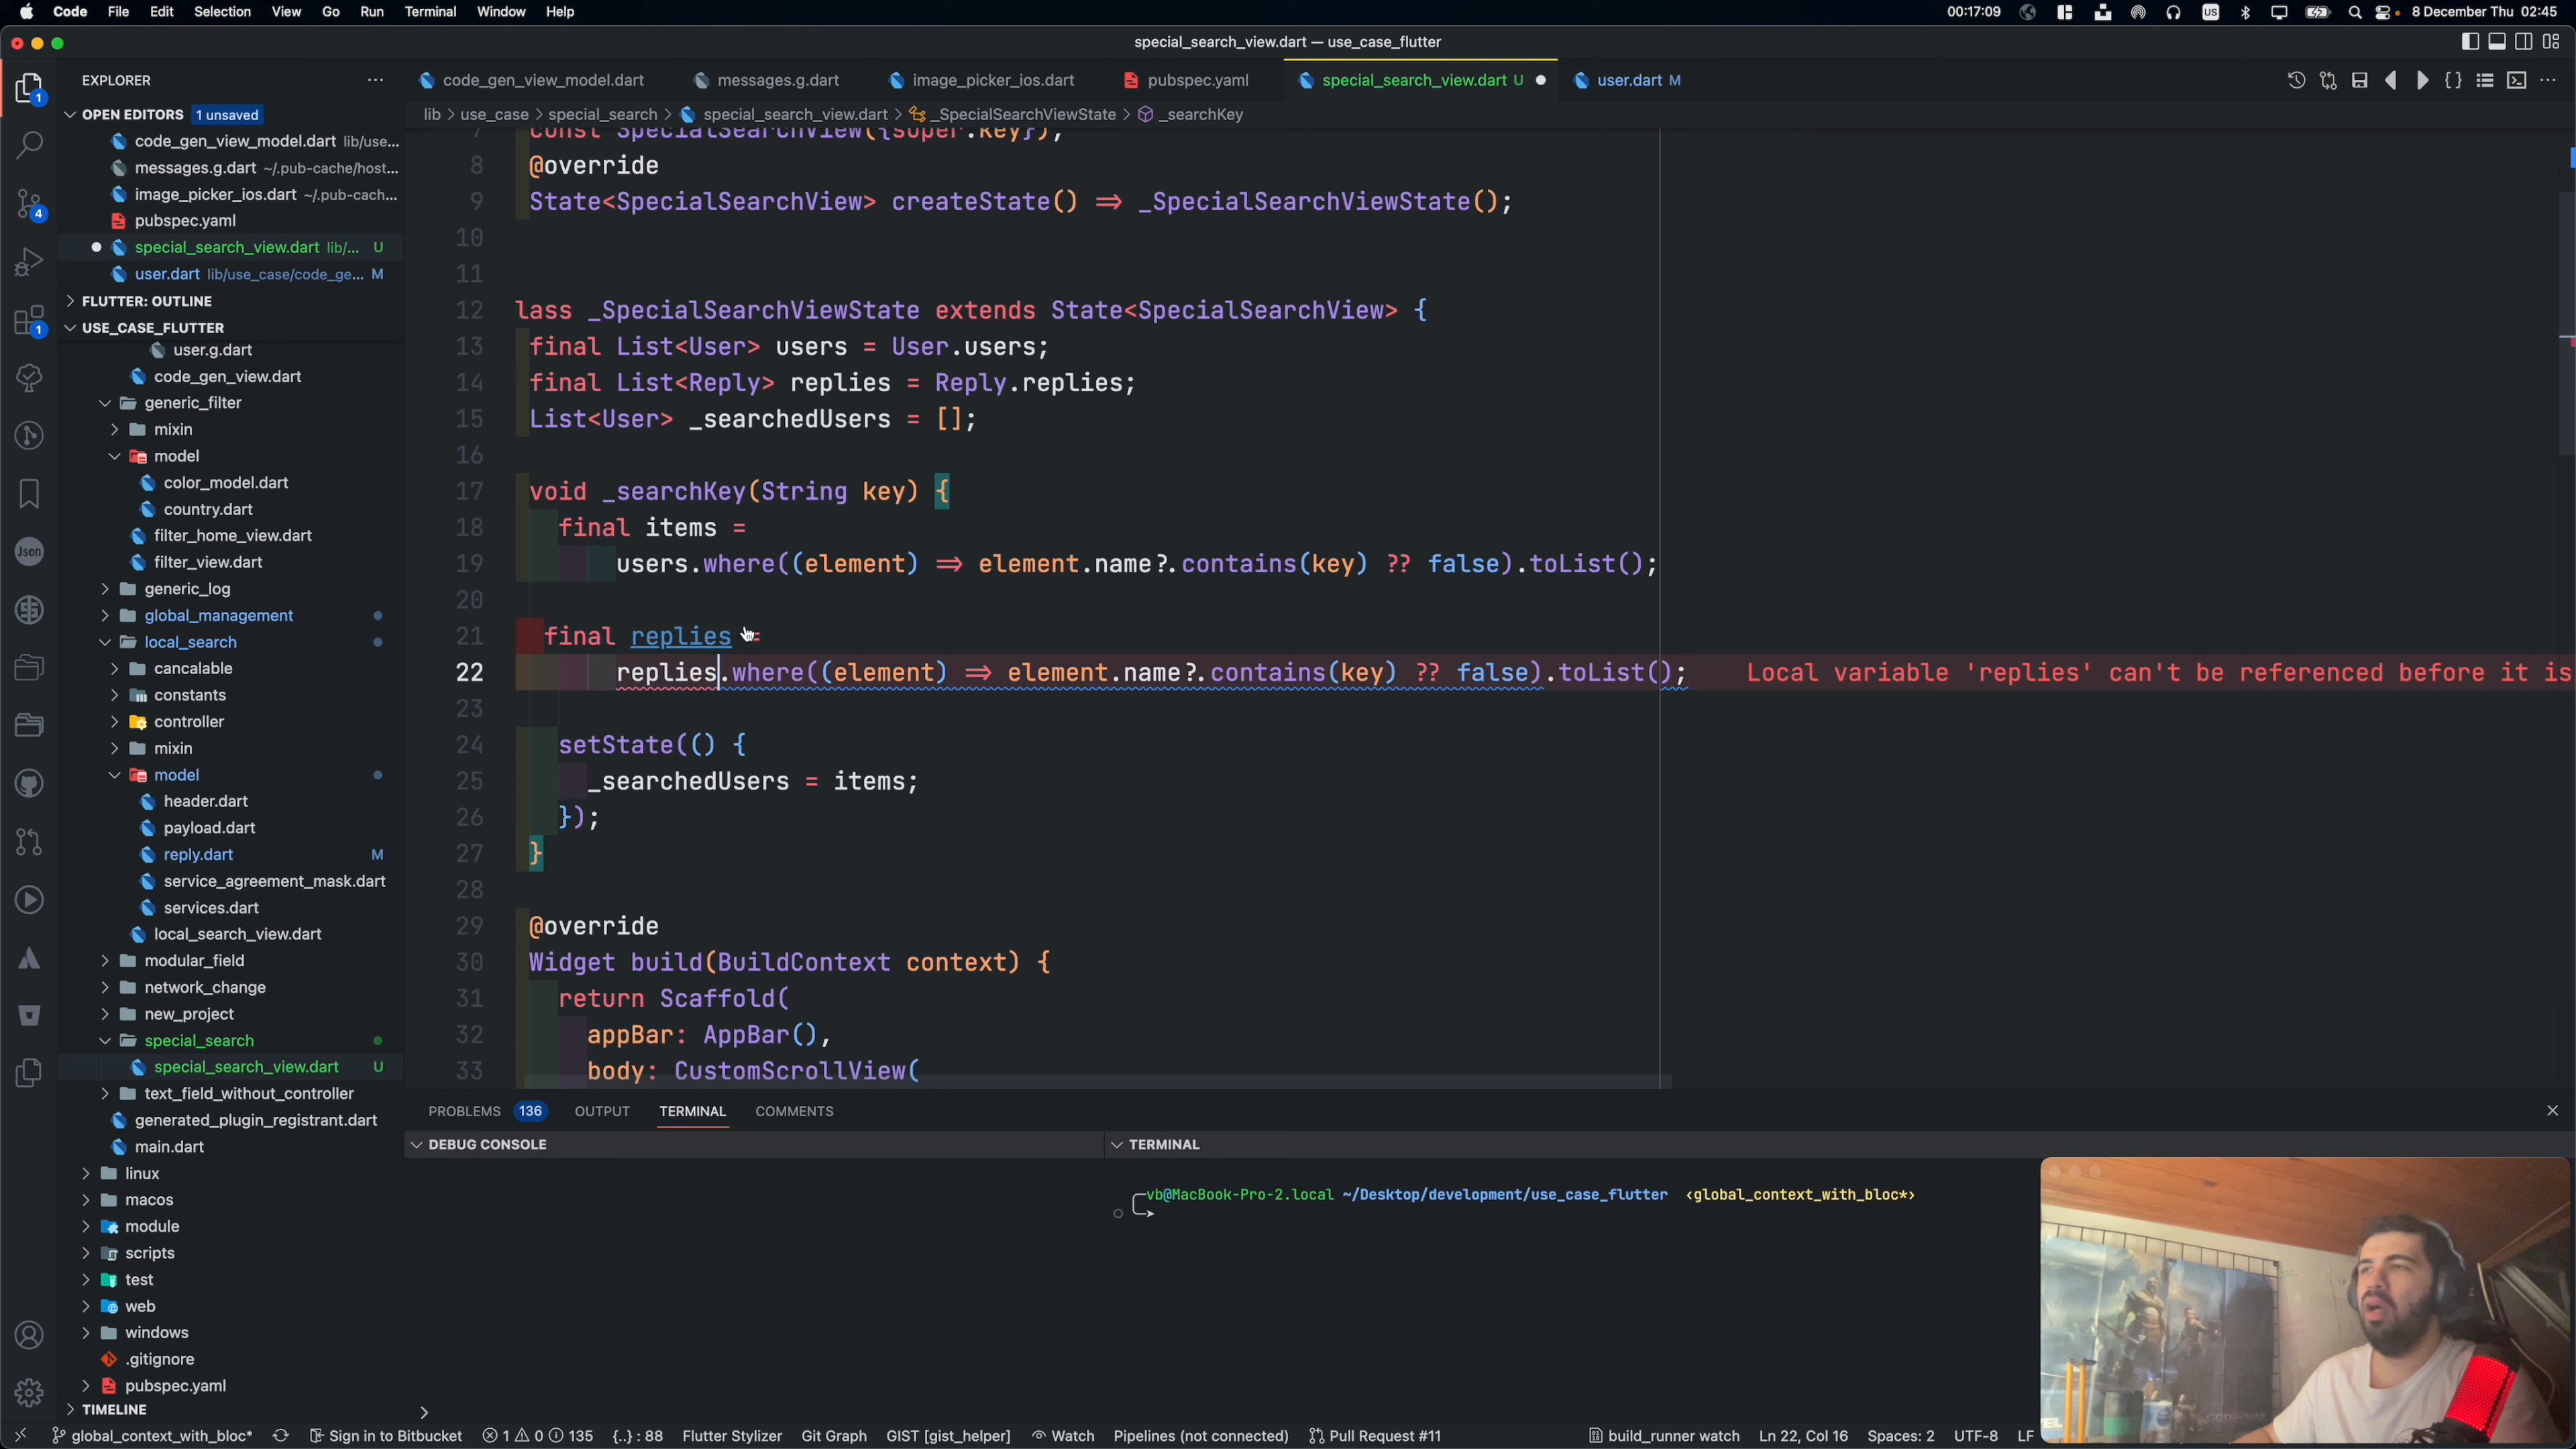 Code File Edit Selection View Go Run Terminal Window Help 00:17:09 US 8 December Thu 02:45
special_search_view.dart — use_case_flutter
EXPLORER
code_gen_view_model.dart messages.g.dart image_picker_ios.dart pubspec.yaml special_search_view.dart U user.dart M
lib > use_case > special_search > special_search_view.dart > _SpecialSearchViewState > _searchKey
OPEN EDITORS 1 unsaved
code_gen_view_model.dart lib/use...
messages.g.dart ~/.pub-cache/host...
image_picker_ios.dart ~/.pub-cach...
pubspec.yaml
special_search_view.dart lib/... U
user.dart lib/use_case/code_ge... M
FLUTTER: OUTLINE
USE_CASE_FLUTTER
user.g.dart
code_gen_view.dart
generic_filter
mixin
model
color_model.dart
country.dart
filter_home_view.dart
filter_view.dart
generic_log
global_management
local_search
cancalable
constants
controller
mixin
model
header.dart
payload.dart
reply.dart M
service_agreement_mask.dart
services.dart
local_search_view.dart
modular_field
network_change
new_project
special_search
special_search_view.dart U
text_field_without_controller
generated_plugin_registrant.dart
main.dart
linux
macos
module
scripts
test
web
windows
.gitignore
pubspec.yaml
TIMELINE
1
4
1
Json
7 const SpecialSearchView({super.key});
8 @override
9 State<SpecialSearchView> createState() => _SpecialSearchViewState();
10
11
12 lass _SpecialSearchViewState extends State<SpecialSearchView> {
13 final List<User> users = User.users;
14 final List<Reply> replies = Reply.replies;
15 List<User> _searchedUsers = [];
16
17 void _searchKey(String key) {
18 final items =
19 users.where((element) => element.name?.contains(key) ?? false).toList();
20
21 final replies =
22 replies.where((element) => element.name?.contains(key) ?? false).toList(); Local variable 'replies' can't be referenced before it is
23
24 setState(() {
25 _searchedUsers = items;
26 });
27 }
28
29 @override
30 Widget build(BuildContext context) {
31 return Scaffold(
32 appBar: AppBar(),
33 body: CustomScrollView(
PROBLEMS 136 OUTPUT TERMINAL COMMENTS
DEBUG CONSOLE
TERMINAL
vb@MacBook-Pro-2.local ~/Desktop/development/use_case_flutter ‹global_context_with_bloc*›
global_context_with_bloc* Sign in to Bitbucket 1 0 135 {..} : 88 Flutter Stylizer Git Graph GIST [gist_helper] Watch Pipelines (not connected) Pull Request #11 build_runner watch Ln 22, Col 16 Spaces: 2 UTF-8 LF